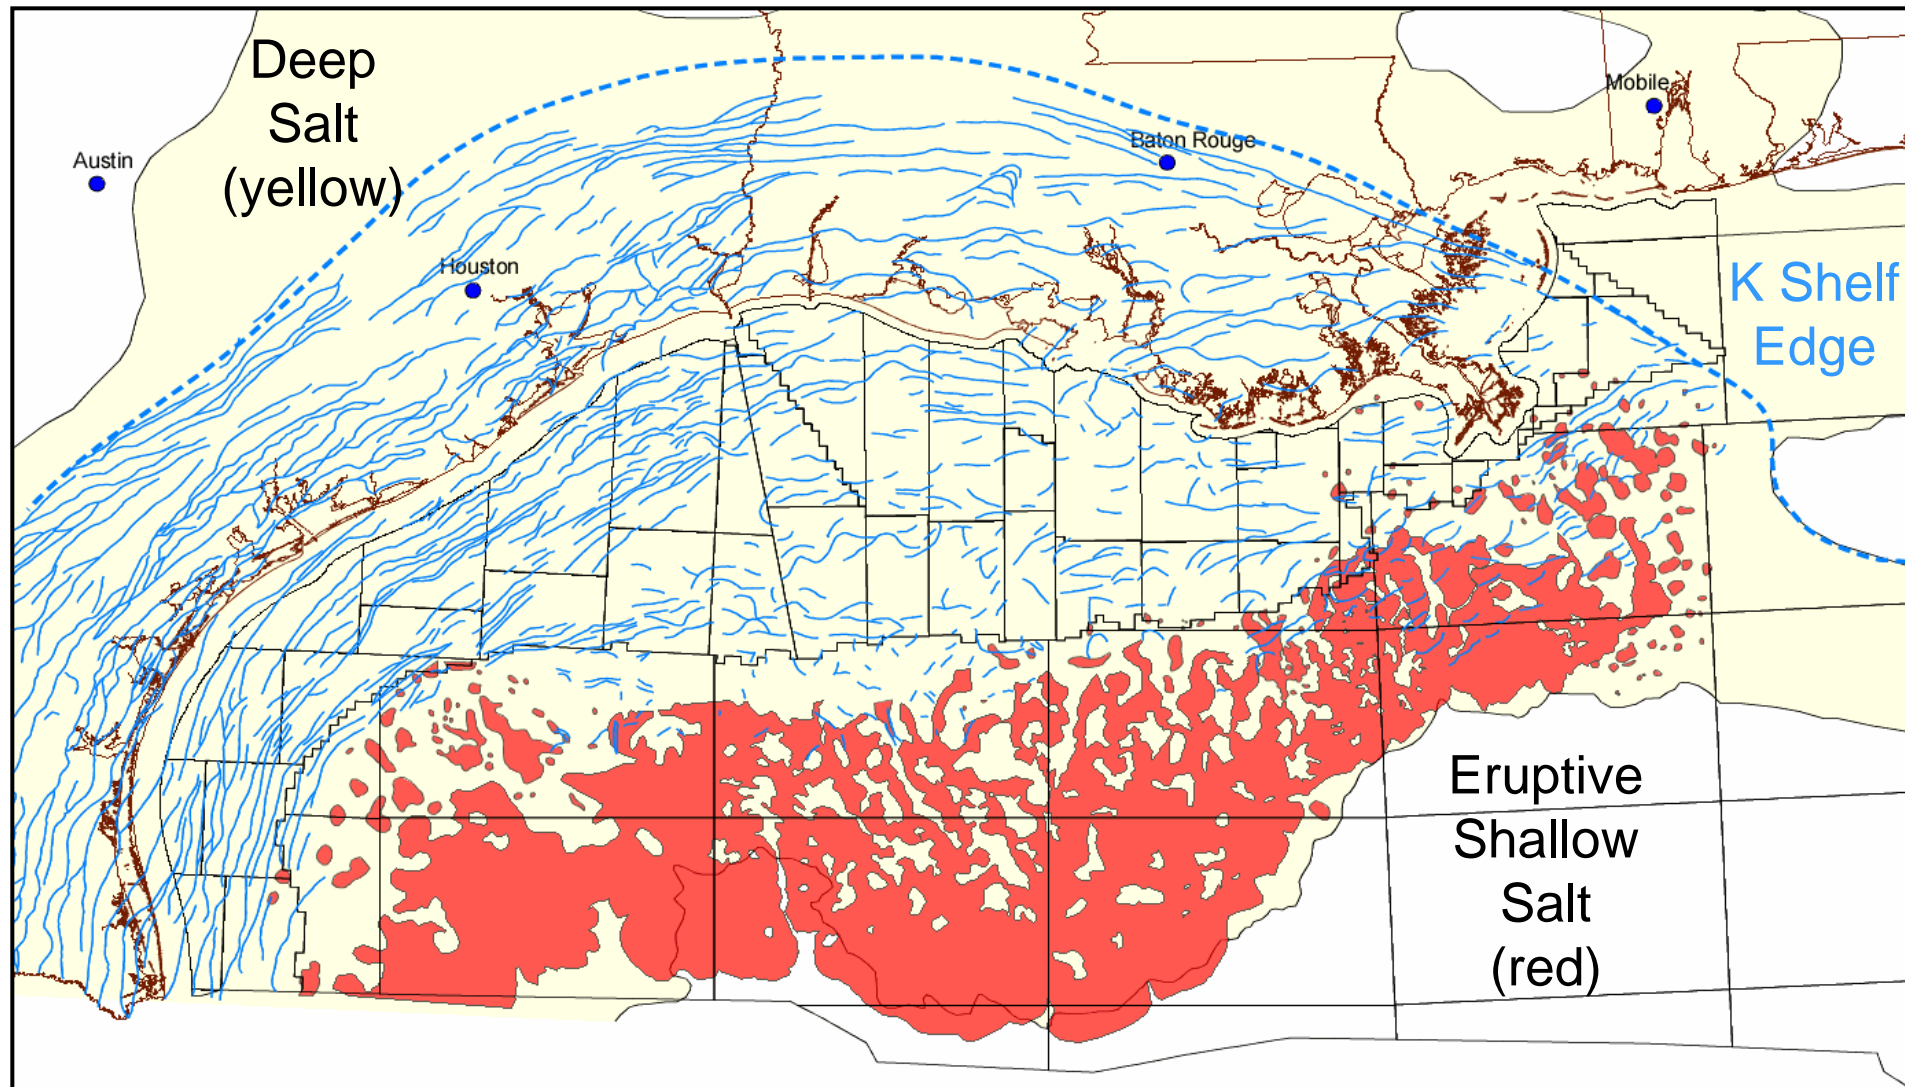 Deep
Salt
(yellow)
Austin
Houston
Baton Rouge
Mobile
K Shelf
Edge
Eruptive
Shallow
Salt
(red)